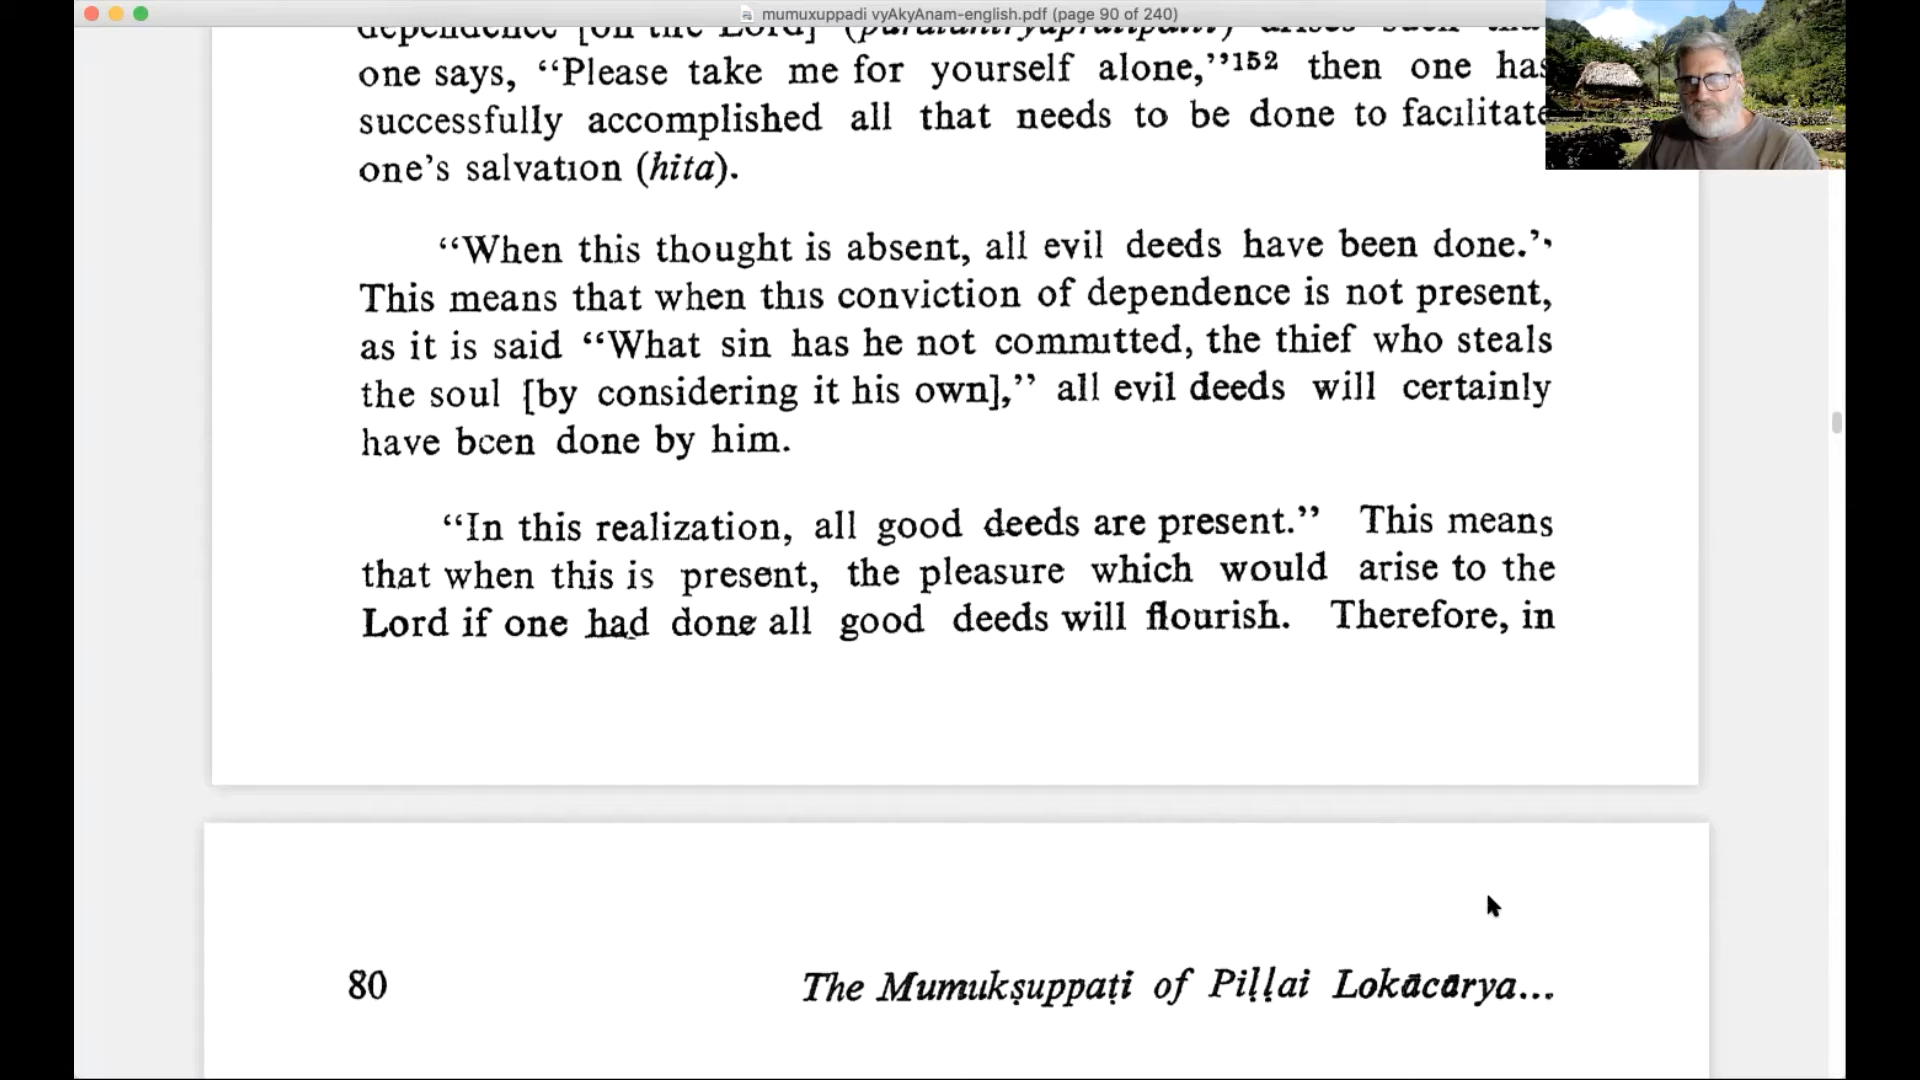 mumuxuppadi vyAkyAnam-english.pdf (page 90 of 240)
dependence [on the Lord]
one says, “Please take me for yourself alone,”152 then one has
successfully accomplished all that needs to be done to facilitate
one’s salvation (hita).
“When this thought is absent, all evil deeds have been done.”
This means that when this conviction of dependence is not present,
as it is said “What sin has he not committed, the thief who steals
the soul [by considering it his own],” all evil deeds will certainly
have been done by him.
“In this realization, all good deeds are present.” This means
that when this is present, the pleasure which would arise to the
Lord if one had done all good deeds will flourish. Therefore, in
80 The Mumukṣuppaṭi of Piḷḷai Lokācārya...